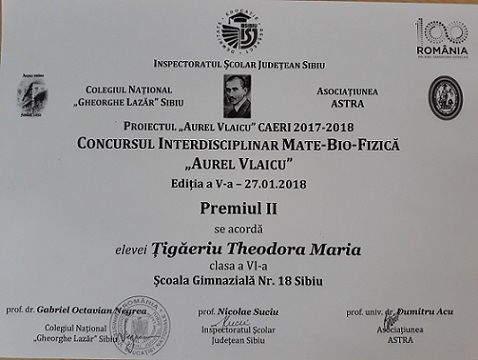 EDUCAȚIE
ISJ
SIBIU
100
ROMÂNIA
INSPECTORATUL ȘCOLAR JUDEȚEAN SIBIU
COLEGIUL NAȚIONAL
„GHEORGHE LAZĂR” SIBIU
ASOCIAȚIUNEA
ASTRA
PROIECTUL „AUREL VLAICU” CAERI 2017-2018
CONCURSUL INTERDISCIPLINAR MATE-BIO-FIZICĂ
„AUREL VLAICU”
Ediția a V-a – 27.01.2018
Premiul II
se acordă
elevei Țigăeriu Theodora Maria
clasa a VI-a
Școala Gimnazială Nr. 18 Sibiu
prof. dr. Gabriel Octavian Negrea
Colegiul Național
„Gheorghe Lazăr” Sibiu
prof. Nicolae Suciu
Inspectoratul Școlar
Județean Sibiu
prof. univ. dr. Dumitru Acu
Asociațiunea
ASTRA